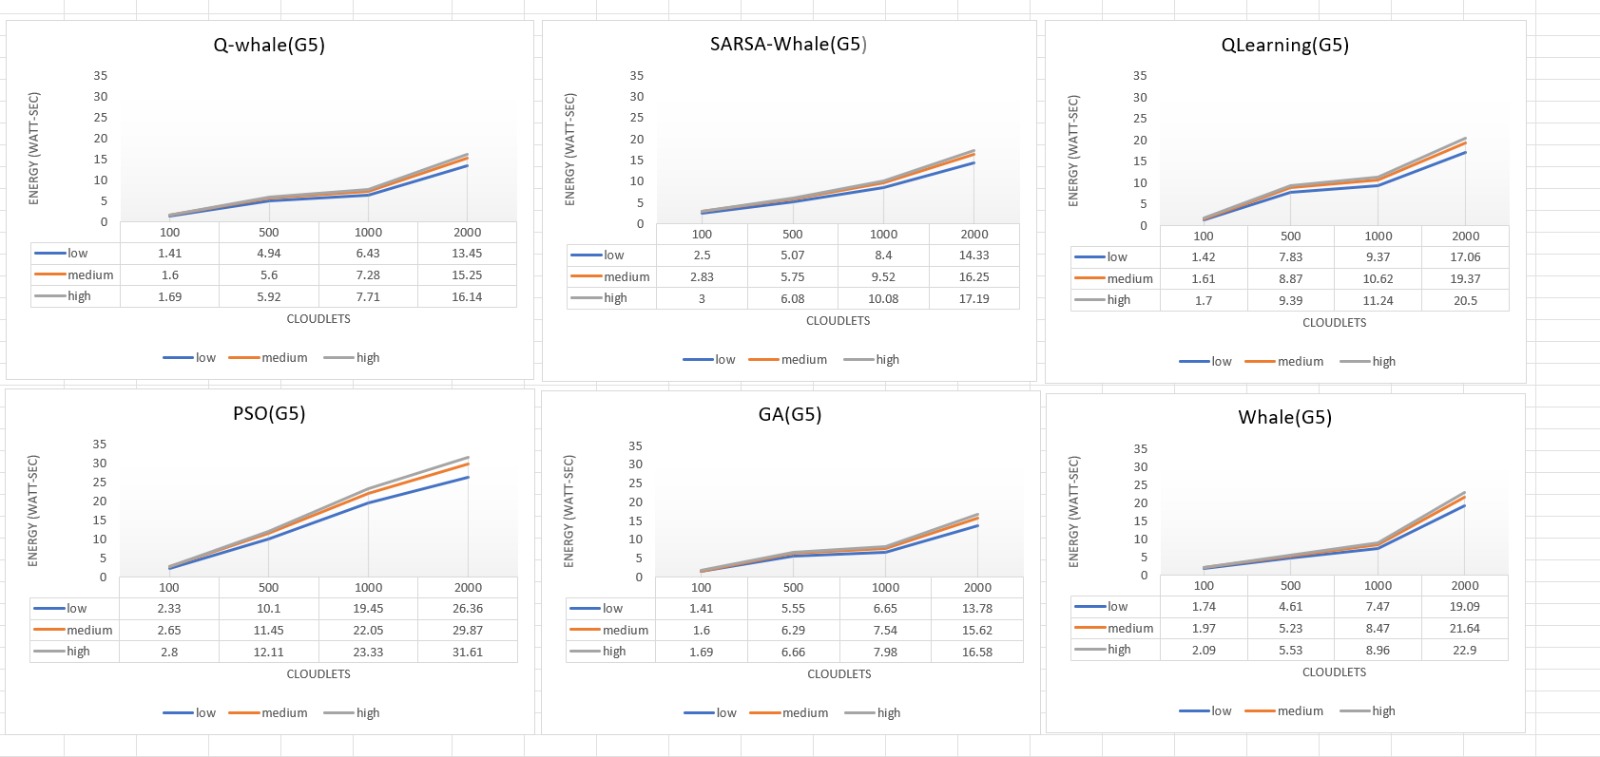 Q-whale(G5)
ENERGY (WATT-SEC)
35
30
25
20
15
10
5
0
100 500 1000 2000
low 1.41 4.94 6.43 13.45
medium 1.6 5.6 7.28 15.25
high 1.69 5.92 7.71 16.14
CLOUDLETS
low medium high
SARSA-Whale(G5)
ENERGY (WATT-SEC)
35
30
25
20
15
10
5
0
100 500 1000 2000
low 2.5 5.07 8.4 14.33
medium 2.83 5.75 9.52 16.25
high 3 6.08 10.08 17.19
CLOUDLETS
low medium high
QLearning(G5)
ENERGY (WATT-SEC)
35
30
25
20
15
10
5
0
100 500 1000 2000
low 1.42 7.83 9.37 17.06
medium 1.61 8.87 10.62 19.37
high 1.7 9.39 11.24 20.5
CLOUDLETS
low medium high
PSO(G5)
ENERGY (WATT-SEC)
35
30
25
20
15
10
5
0
100 500 1000 2000
low 2.33 10.1 19.45 26.36
medium 2.65 11.45 22.05 29.87
high 2.8 12.11 23.33 31.61
CLOUDLETS
low medium high
GA(G5)
ENERGY (WATT-SEC)
35
30
25
20
15
10
5
0
100 500 1000 2000
low 1.41 5.55 6.65 13.78
medium 1.6 6.29 7.54 15.62
high 1.69 6.66 7.98 16.58
CLOUDLETS
low medium high
Whale(G5)
ENERGY (WATT-SEC)
35
30
25
20
15
10
5
0
100 500 1000 2000
low 1.74 4.61 7.47 19.09
medium 1.97 5.23 8.47 21.64
high 2.09 5.53 8.96 22.9
CLOUDLETS
low medium high